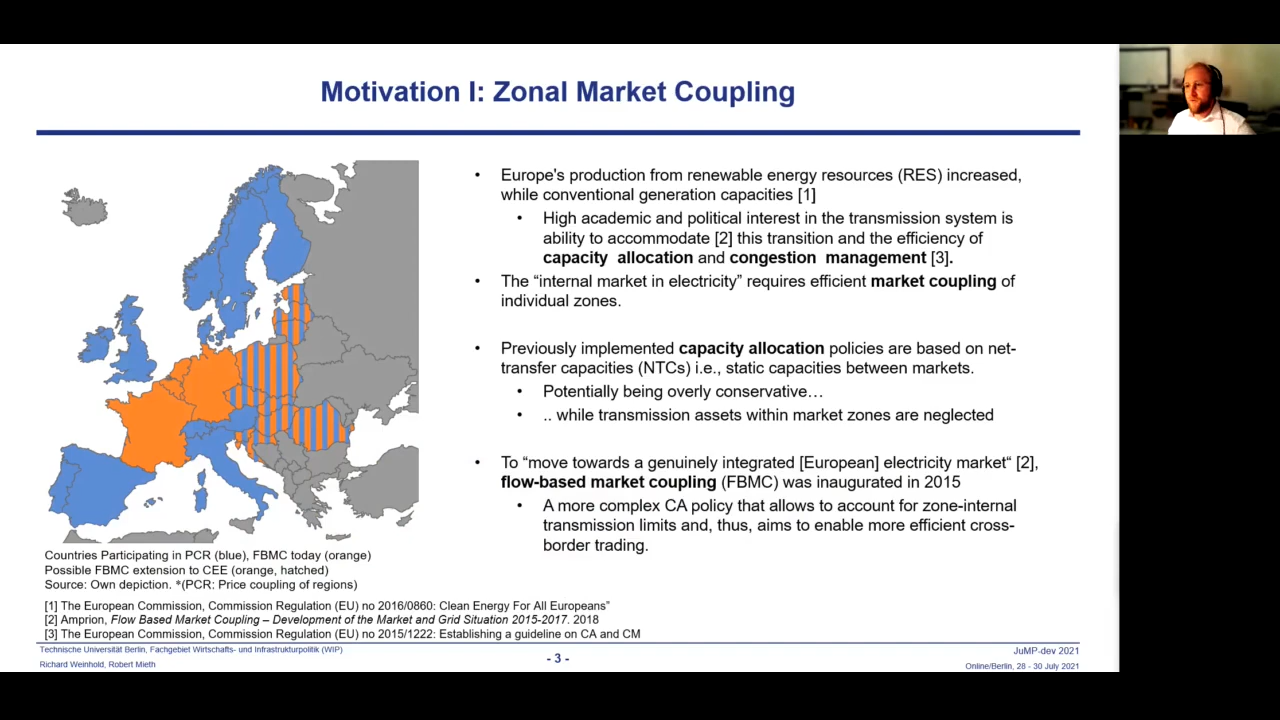 Motivation I: Zonal Market Coupling
• Europe's production from renewable energy resources (RES) increased,
while conventional generation capacities [1]
• High academic and political interest in the transmission system is
ability to accommodate [2] this transition and the efficiency of
capacity allocation and congestion management [3].
• The “internal market in electricity” requires efficient market coupling of
individual zones.
• Previously implemented capacity allocation policies are based on net-
transfer capacities (NTCs) i.e., static capacities between markets.
• Potentially being overly conservative…
• .. while transmission assets within market zones are neglected
• To “move towards a genuinely integrated [European] electricity market“ [2],
flow-based market coupling (FBMC) was inaugurated in 2015
• A more complex CA policy that allows to account for zone-internal
transmission limits and, thus, aims to enable more efficient cross-
border trading.
Countries Participating in PCR (blue), FBMC today (orange)
Possible FBMC extension to CEE (orange, hatched)
Source: Own depiction. *(PCR: Price coupling of regions)
[1] The European Commission, Commission Regulation (EU) no 2016/0860: Clean Energy For All Europeans”
[2] Amprion, Flow Based Market Coupling – Development of the Market and Grid Situation 2015-2017. 2018
[3] The European Commission, Commission Regulation (EU) no 2015/1222: Establishing a guideline on CA and CM
Technische Universität Berlin, Fachgebiet Wirtschafts- und Infrastrukturpolitik (WIP)
Richard Weinhold, Robert Mieth
- 3 -
JuMP-dev 2021
Online/Berlin, 28 - 30 July 2021